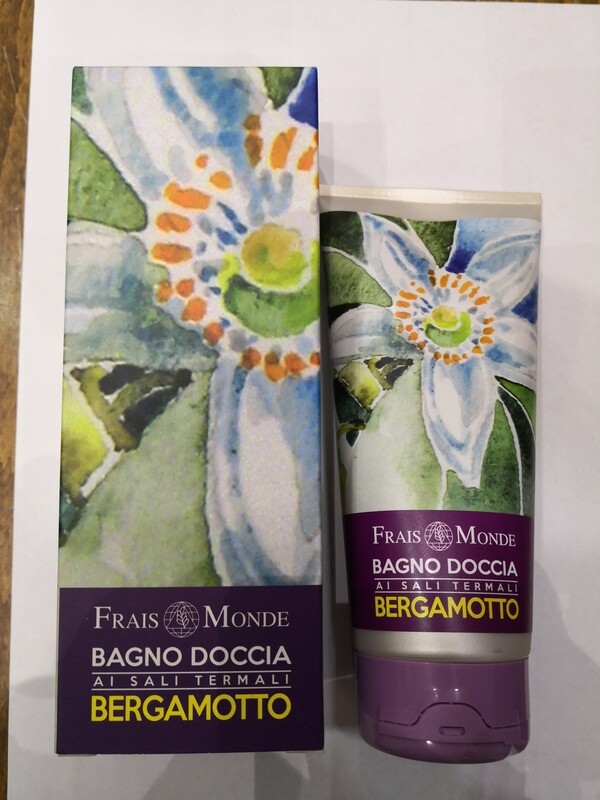 FRAIS MONDE
BAGNO DOCCIA
AI SALI TERMALI
BERGAMOTTO
FRAIS MONDE
BAGNO DOCCIA
AI SALI TERMALI
BERGAMOTTO